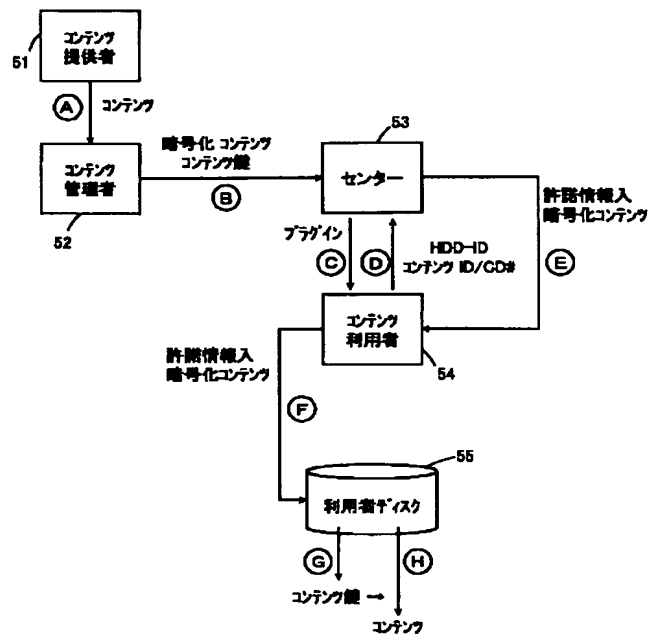 コンテンツ
提供者
51
A
コンテンツ
コンテンツ
管理者
52
暗号化 コンテンツ
コンテンツ鍵
B
53
センター
プラグイン
C
D
HDD-ID
コンテンツ ID/CD#
許諾情報入
暗号化コンテンツ
E
コンテンツ
利用者
54
許諾情報入
暗号化コンテンツ
F
55
利用者ディスク
G
H
コンテンツ鍵
コンテンツ